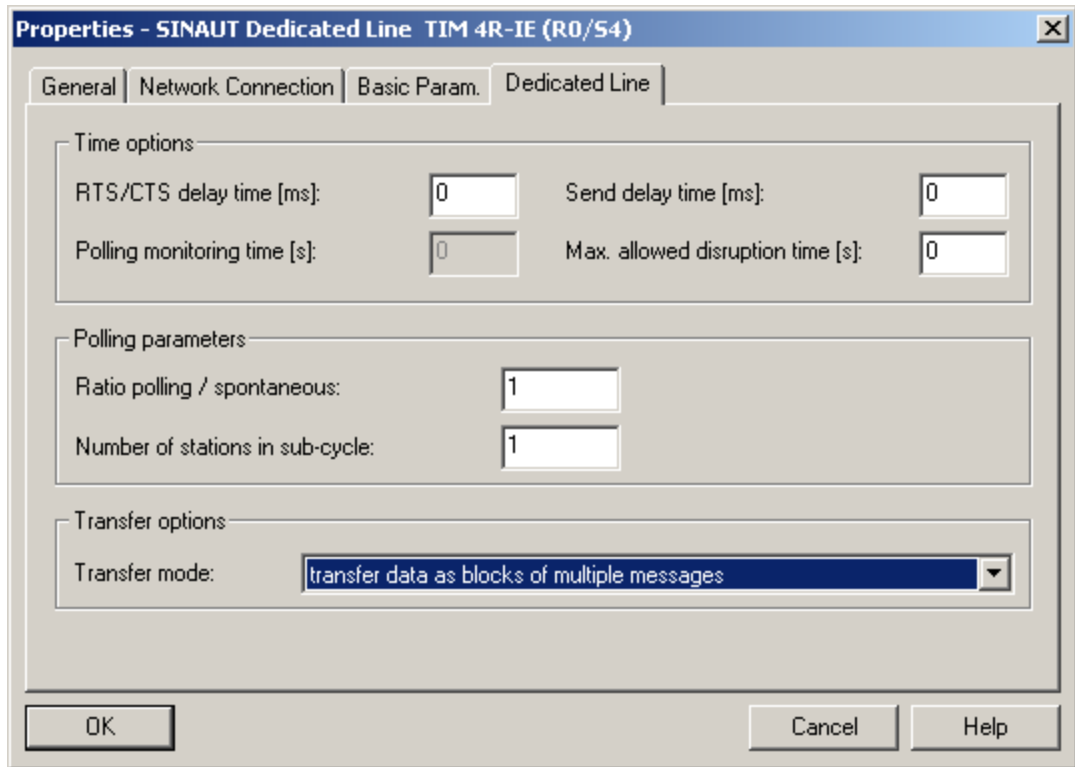 Properties - SINAUT Dedicated Line  TIM 4R-IE (R0/S4)
General Network Connection Basic Param. Dedicated Line
Time options
RTS/CTS delay time [ms]: 0 Send delay time [ms]: 0
Polling monitoring time [s]: 0 Max. allowed disruption time [s]: 0
Polling parameters
Ratio polling / spontaneous: 1
Number of stations in sub-cycle: 1
Transfer options
Transfer mode: transfer data as blocks of multiple messages
OK Cancel Help